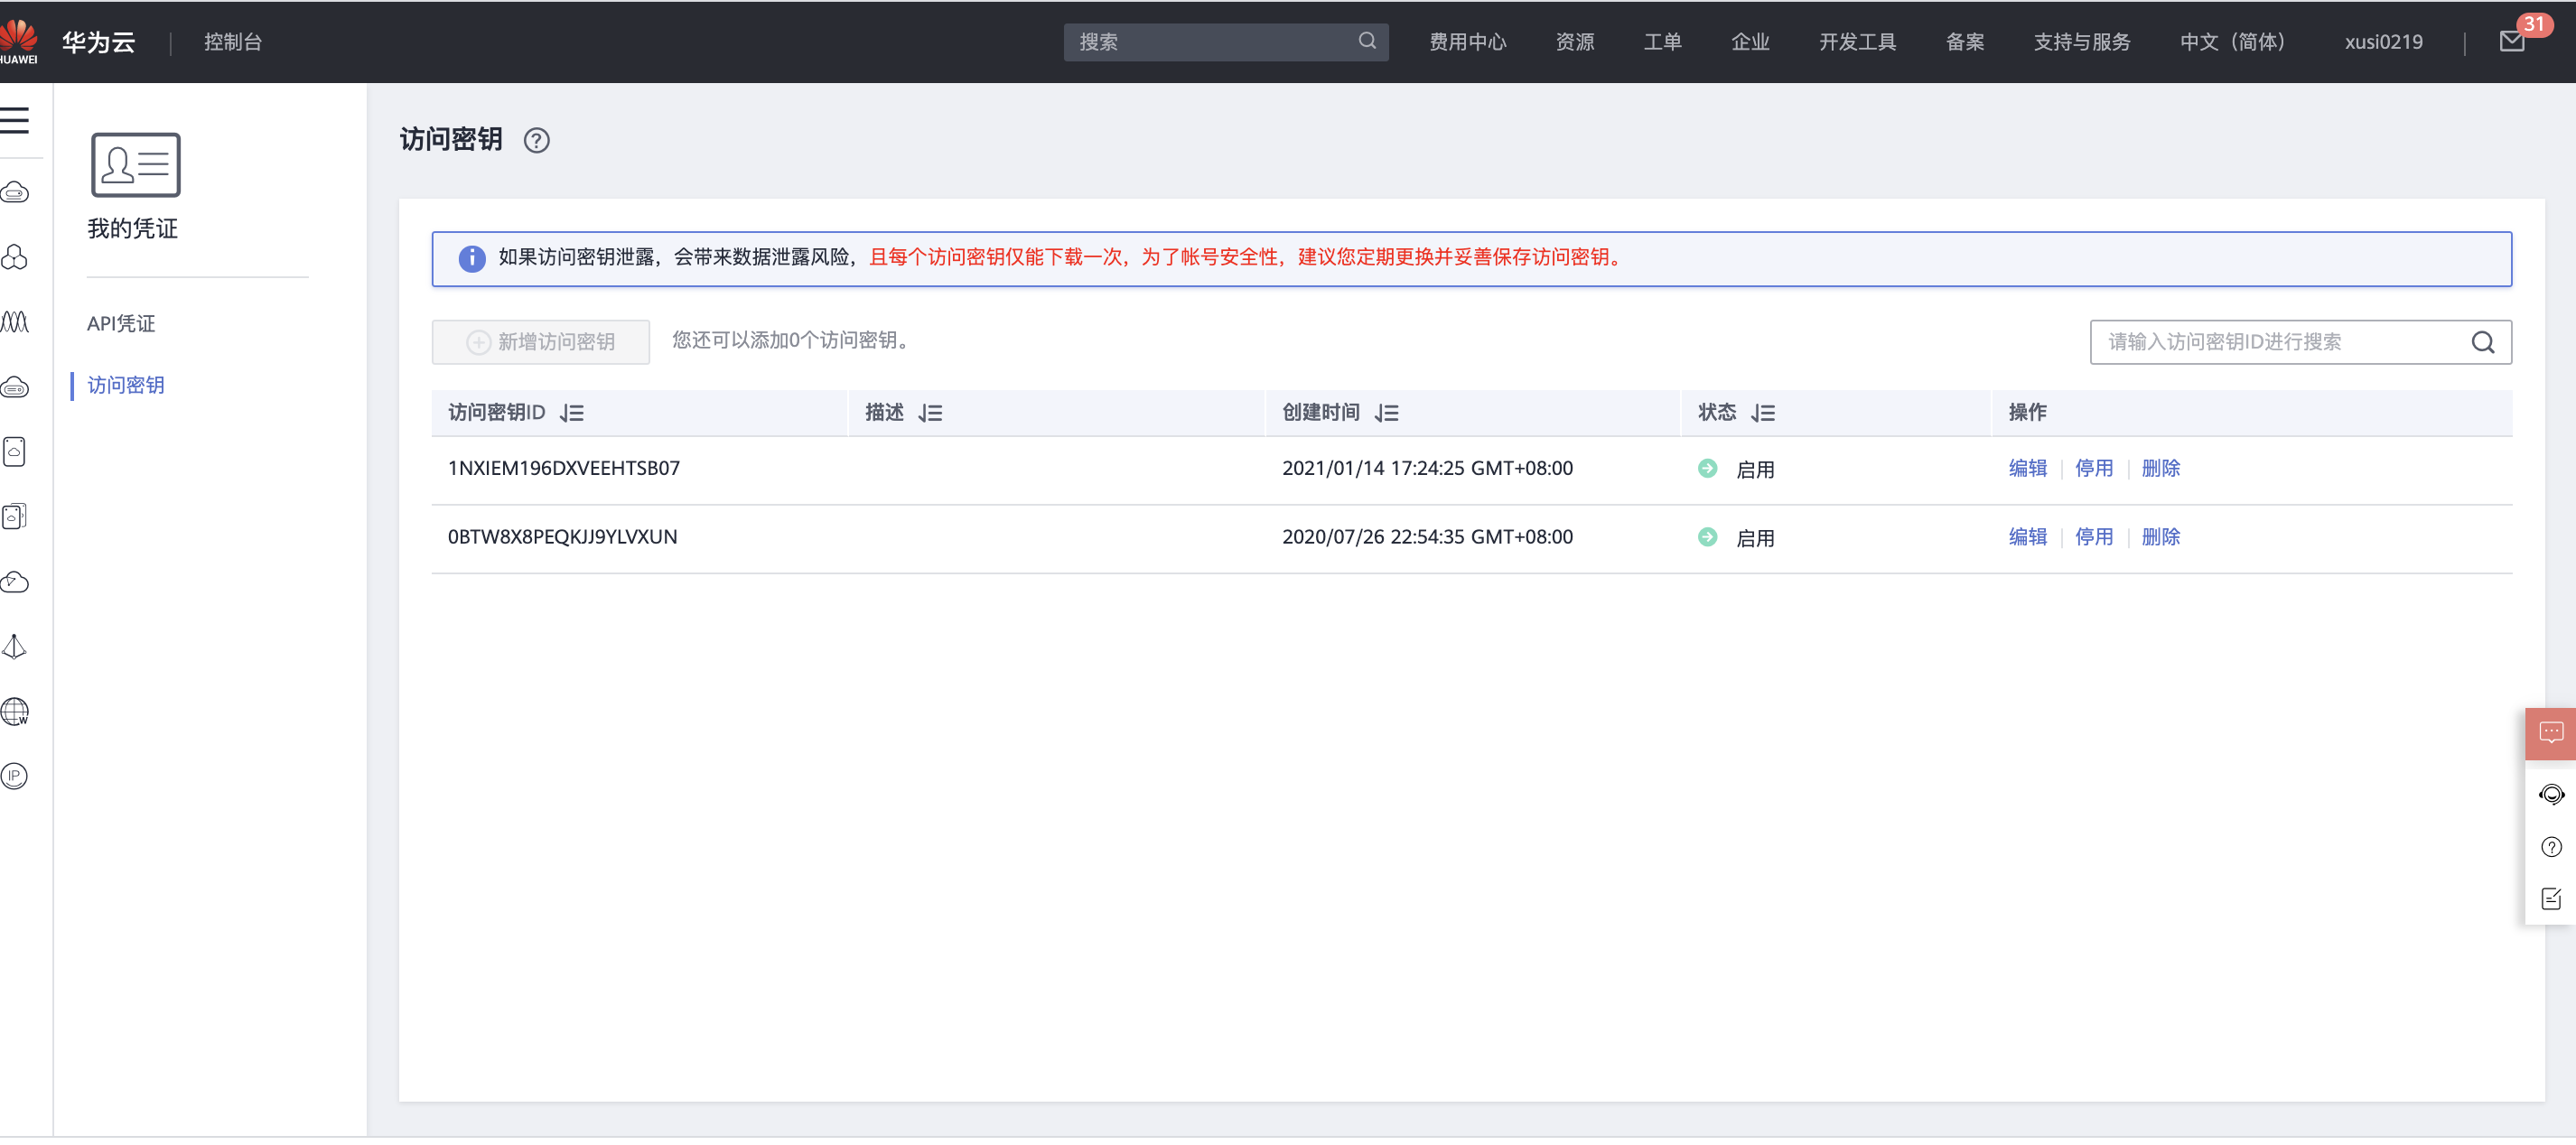 HUAWEI
华为云 | 控制台
搜索
费用中心 资源 工单 企业 开发工具 备案 支持与服务 中文（简体） xusi0219 | 31
我的凭证
API凭证
访问密钥
访问密钥 ?
如果访问密钥泄露，会带来数据泄露风险，且每个访问密钥仅能下载一次，为了帐号安全性，建议您定期更换并妥善保存访问密钥。
新增访问密钥 您还可以添加0个访问密钥。
请输入访问密钥ID进行搜索
访问密钥ID 描述 创建时间 状态 操作
1NXIEM196DXVEEHTSB07 2021/01/14 17:24:25 GMT+08:00 启用 编辑 | 停用 | 删除
0BTW8X8PEQKJJ9YLVXUN 2020/07/26 22:54:35 GMT+08:00 启用 编辑 | 停用 | 删除
W
IP